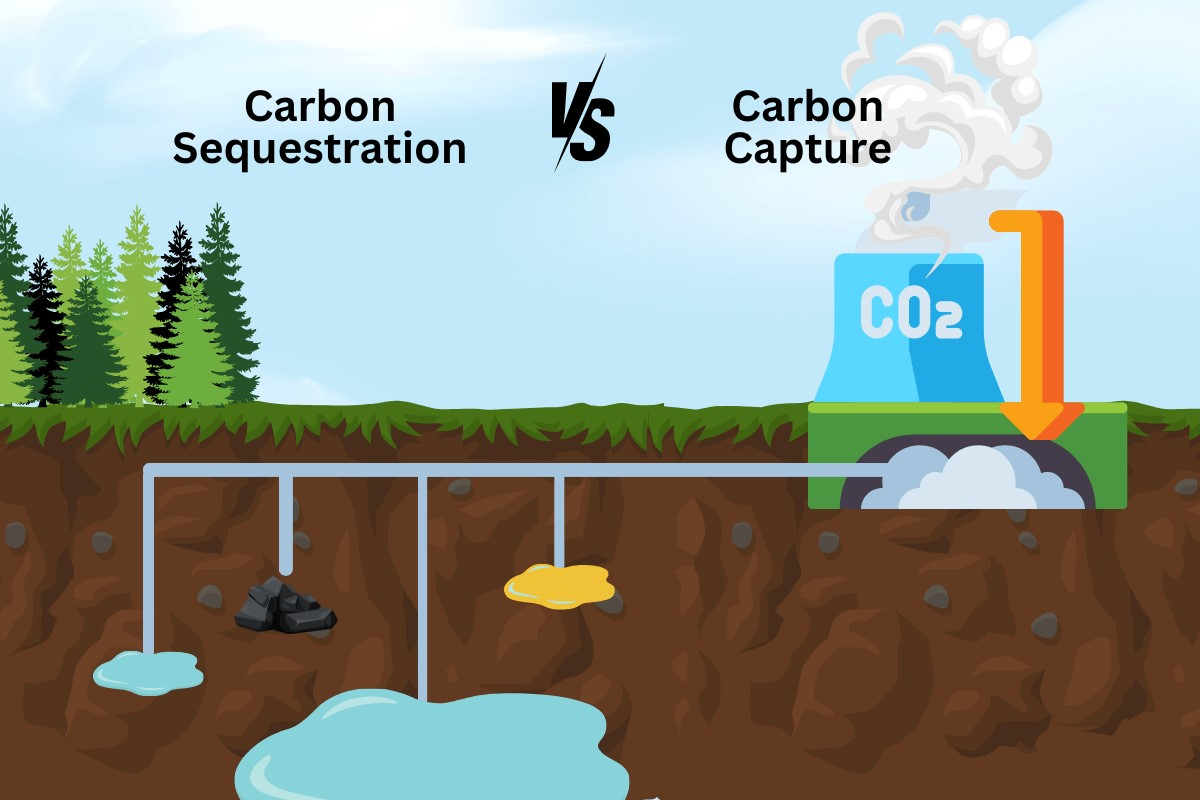 Carbon
Sequestration
VS
Carbon
Capture
CO2